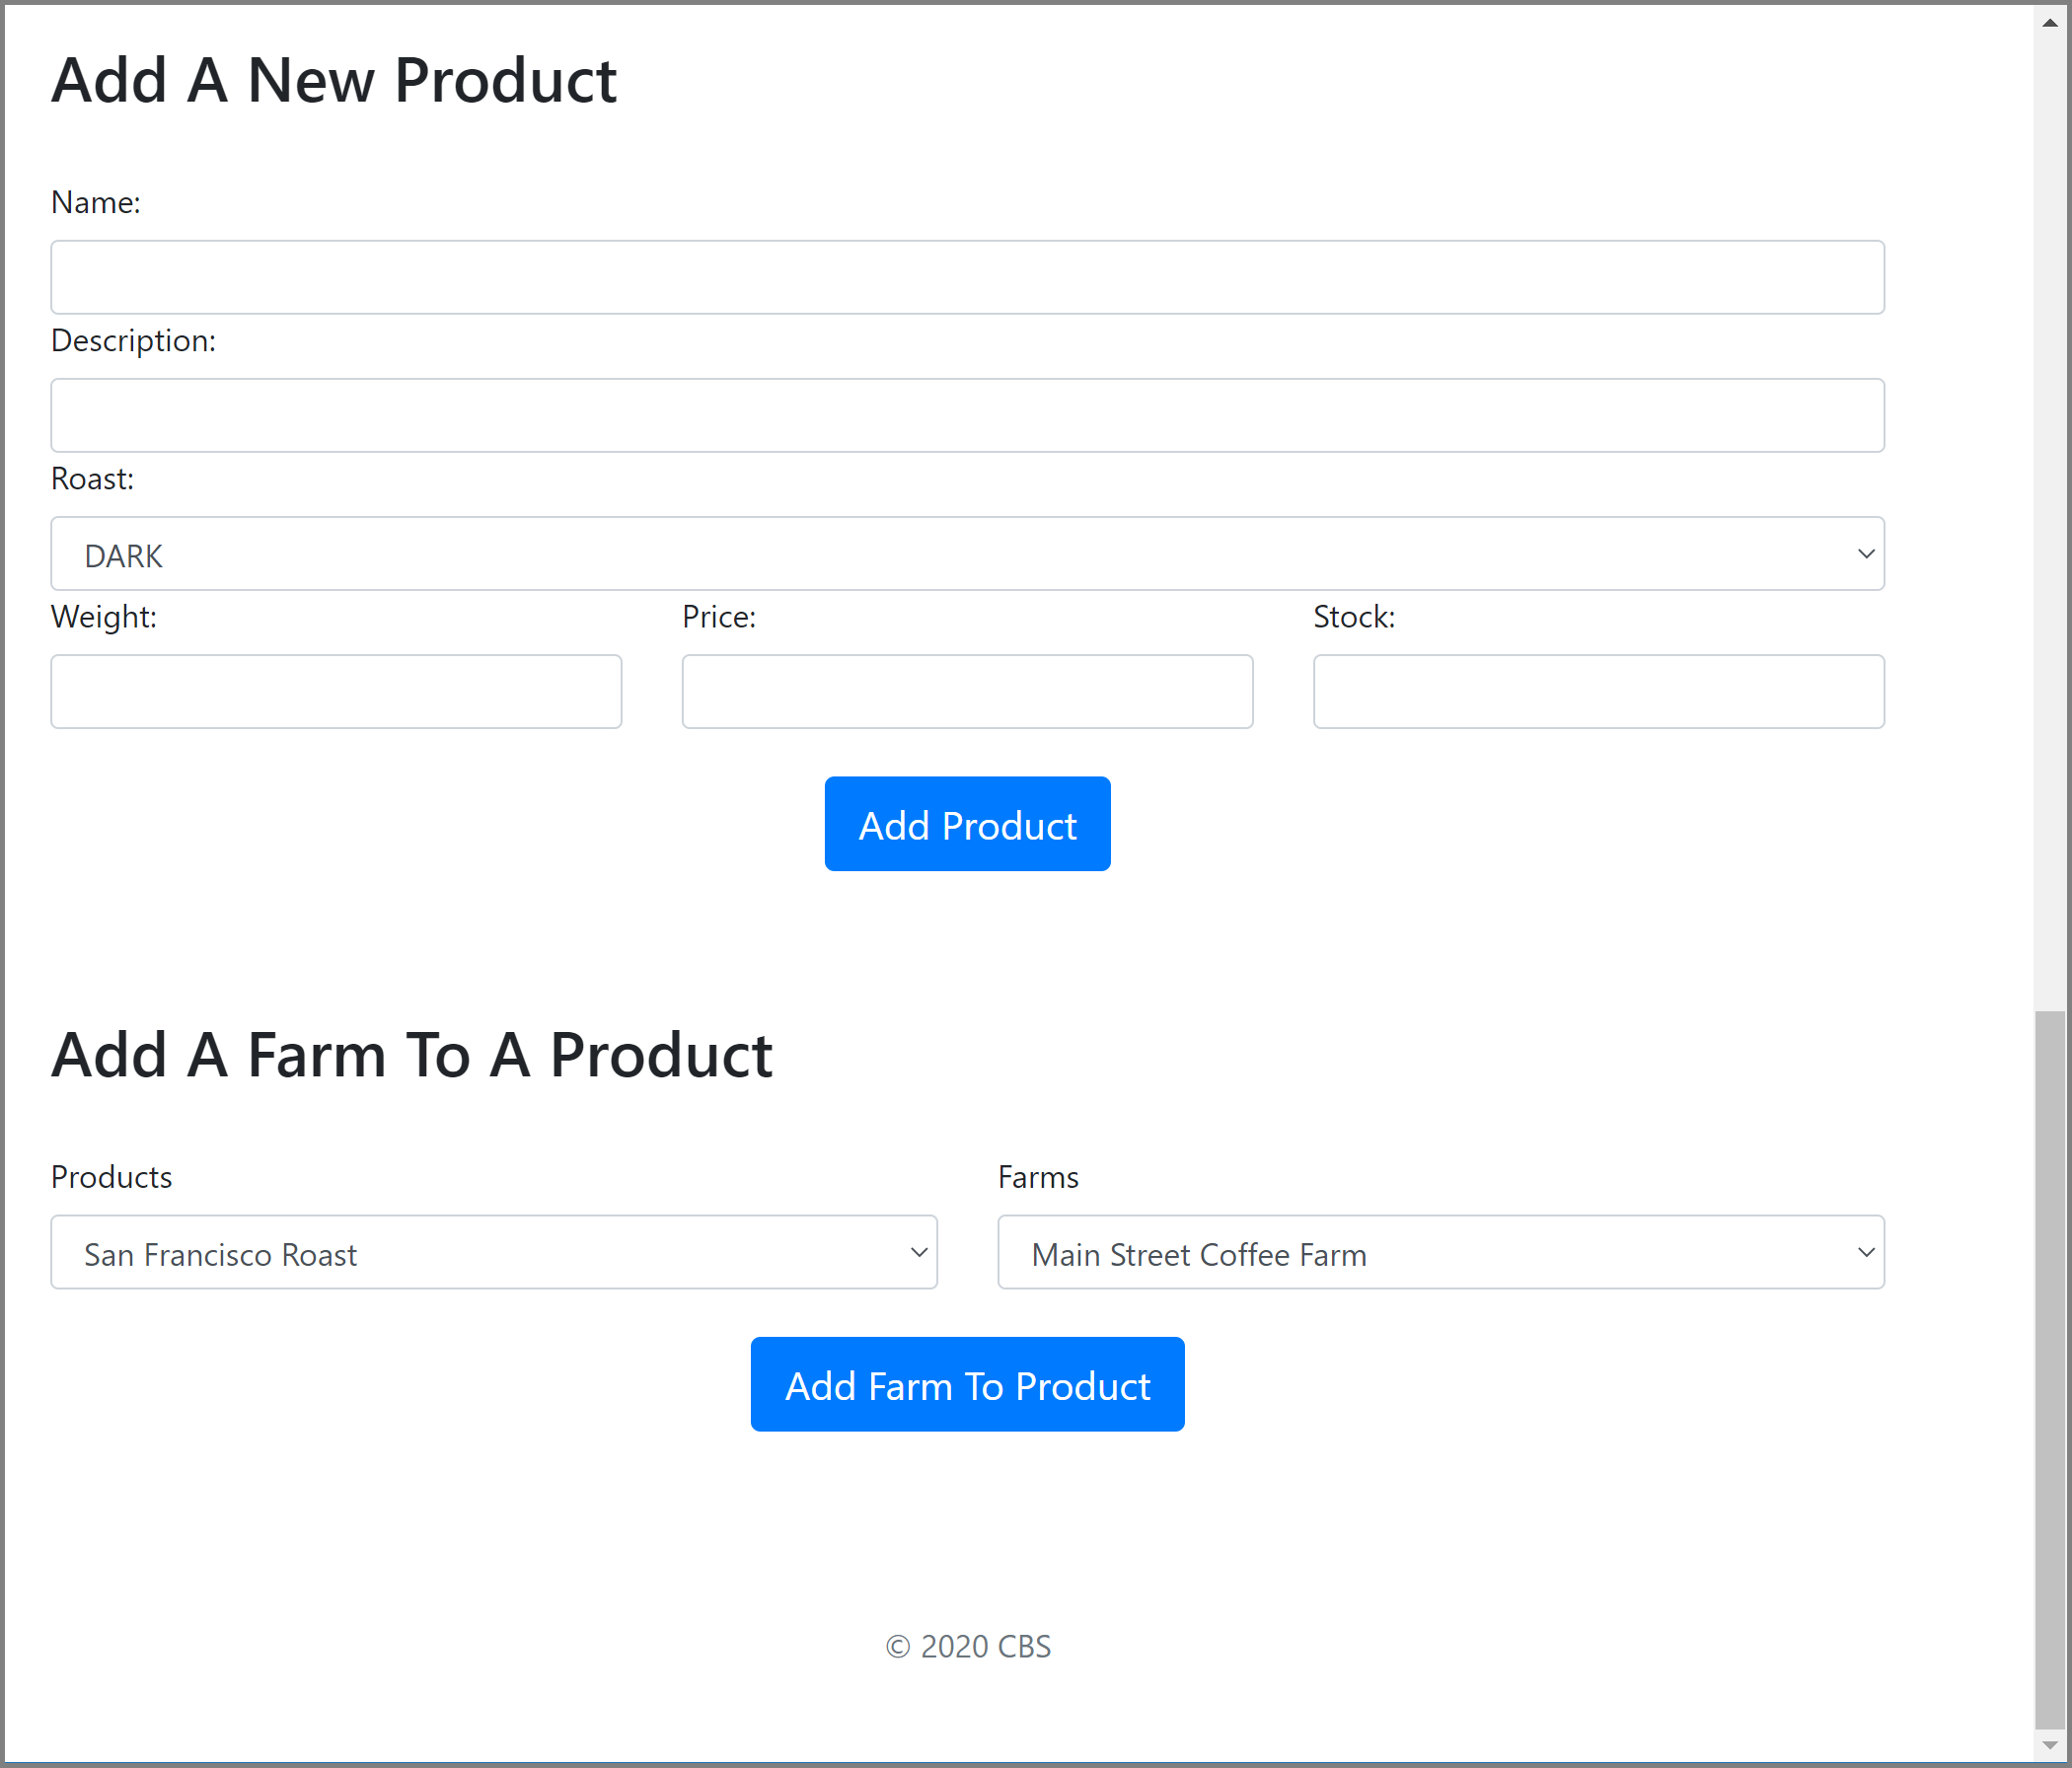 Add A New Product
Name:
Description:
Roast:
DARK
Weight: Price: Stock:
Add Product
Add A Farm To A Product
Products Farms
San Francisco Roast Main Street Coffee Farm
Add Farm To Product
© 2020 CBS